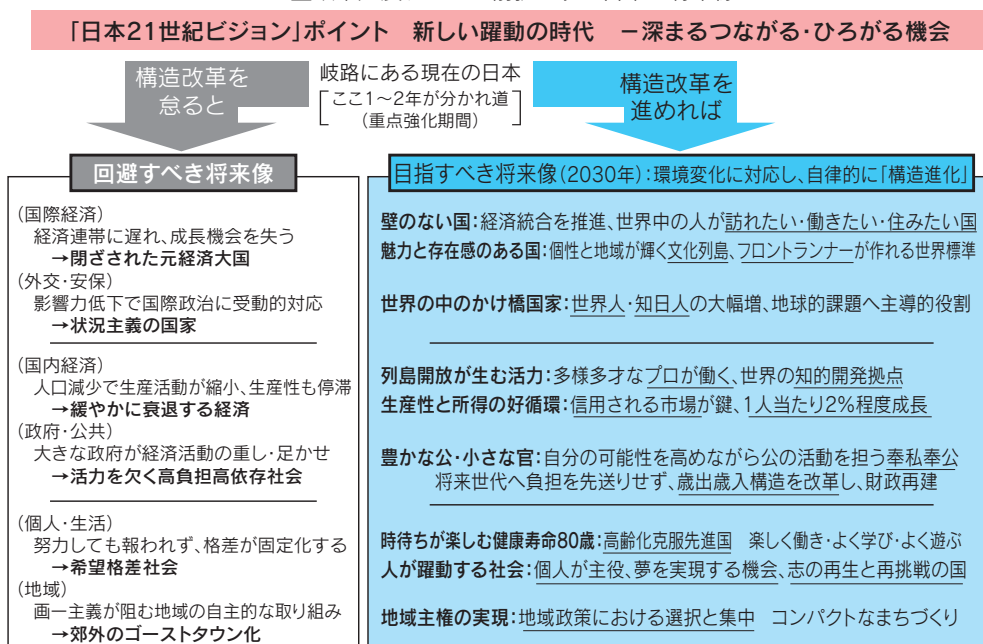 「日本21世紀ビジョン」ポイント　新しい躍動の時代　－深まるつながる・ひろがる機会
構造改革を
怠ると
岐路にある現在の日本
ここ1～2年が分かれ道
(重点強化期間)
構造改革を
進めれば
回避すべき将来像
(国際経済)
経済連帯に遅れ、成長機会を失う
→閉ざされた元経済大国
(外交・安保)
影響力低下で国際政治に受動的対応
→状況主義の国家
(国内経済)
人口減少で生産活動が縮小、生産性も停滞
→緩やかに衰退する経済
(政府・公共)
大きな政府が経済活動の重し・足かせ
→活力を欠く高負担高依存社会
(個人・生活)
努力しても報われず、格差が固定化する
→希望格差社会
(地域)
画一主義が阻む地域の自主的な取り組み
→郊外のゴーストタウン化
目指すべき将来像(2030年):環境変化に対応し、自律的に「構造進化」
壁のない国:経済統合を推進、世界中の人が訪れたい・働きたい・住みたい国
魅力と存在感のある国:個性と地域が輝く文化列島、フロントランナーが作れる世界標準
世界の中のかけ橋国家:世界人・知日人の大幅増、地球的課題へ主導的役割
列島開放が生む活力:多様多才なプロが働く、世界の知的開発拠点
生産性と所得の好循環:信用される市場が鍵、1人当たり2%程度成長
豊かな公・小さな官:自分の可能性を高めながら公の活動を担う奉私奉公
将来世代へ負担を先送りせず、歳出歳入構造を改革し、財政再建
時待ちが楽しむ健康寿命80歳:高齢化克服先進国　楽しく働き・よく学び・よく遊ぶ
人が躍動する社会:個人が主役、夢を実現する機会、志の再生と再挑戦の国
地域主権の実現:地域政策における選択と集中　コンパクトなまちづくり